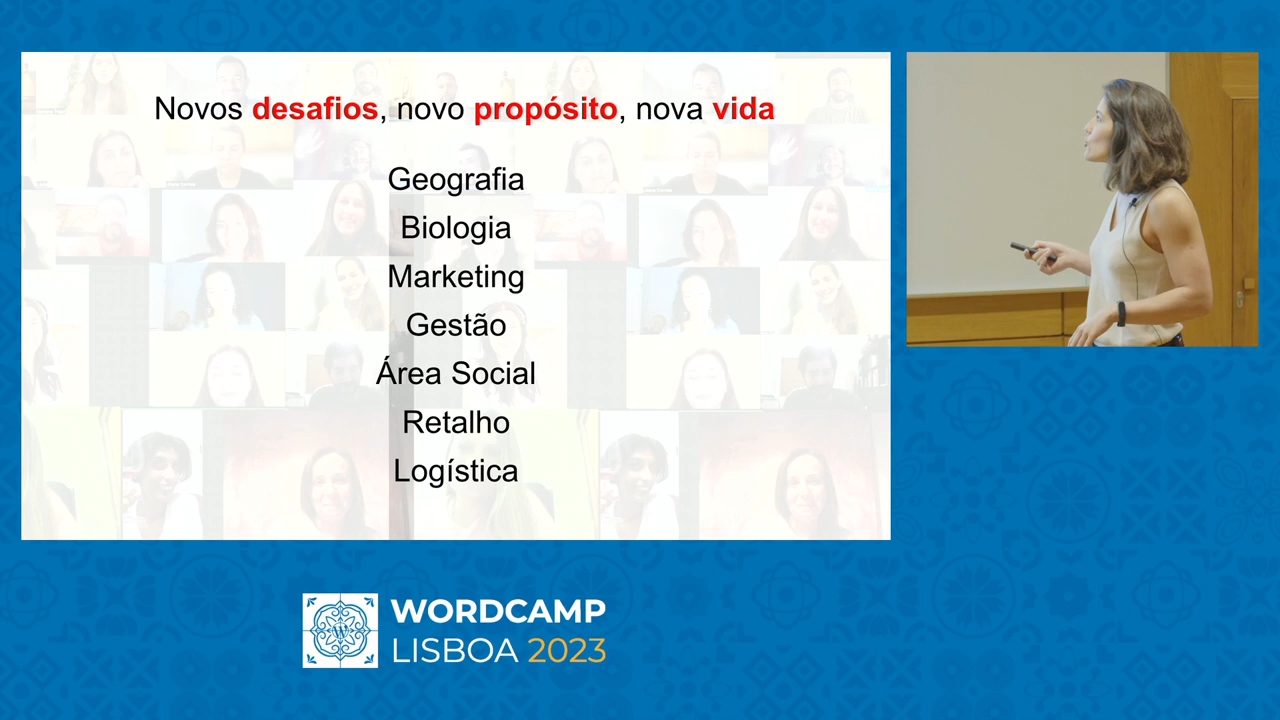 Novos desafios, novo propósito, nova vida
Geografia
Biologia
Marketing
Gestão
Área Social
Retalho
Logística
WORDCAMP
LISBOA 2023